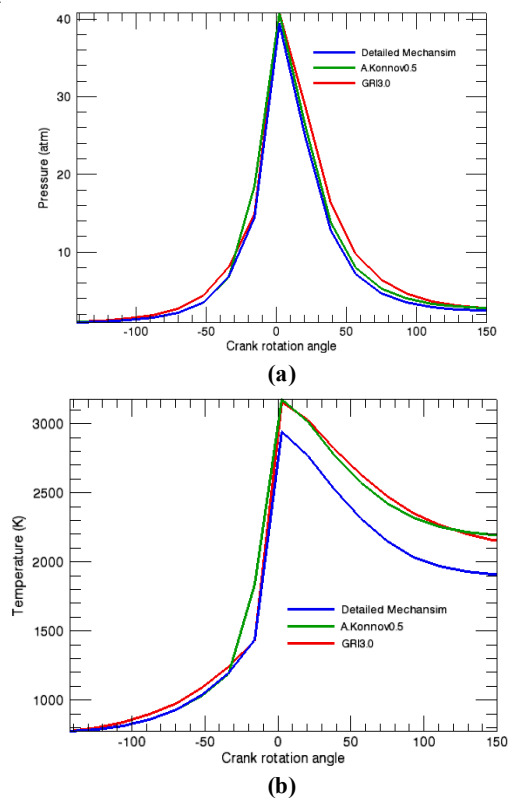 40
30
20
10
Pressure (atm)
Detailed Mechansim
A.Konnov0.5
GRI3.0
-100 -50 0 50 100 150
Crank rotation angle
(a)
3000
2500
2000
1500
1000
Temperature (K)
Detailed Mechansim
A.Konnov0.5
GRI3.0
-100 -50 0 50 100 150
Crank rotation angle
(b)